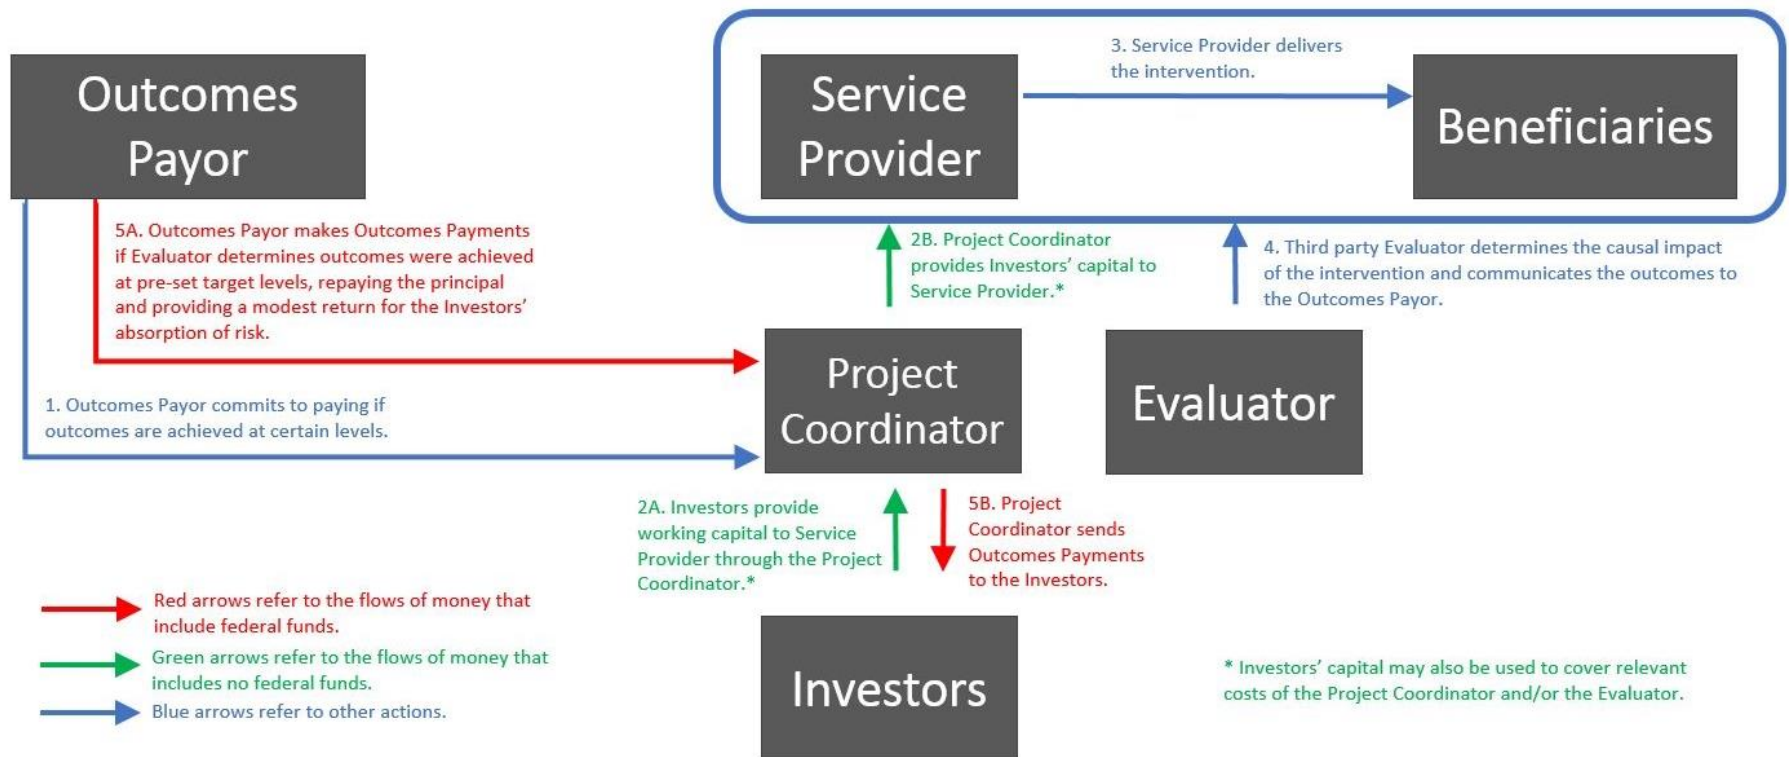 Outcomes
Payor
Service
Provider
3. Service Provider delivers
the intervention.
Beneficiaries
5A. Outcomes Payor makes Outcomes Payments
if Evaluator determines outcomes were achieved
at pre-set target levels, repaying the principal
and providing a modest return for the Investors'
absorption of risk.
2B. Project Coordinator
provides Investors' capital to
Service Provider.*
4. Third party Evaluator determines the causal impact
of the intervention and communicates the outcomes to
the Outcomes Payor.
1. Outcomes Payor commits to paying if
outcomes are achieved at certain levels.
Project
Coordinator
Evaluator
2A. Investors provide
working capital to Service
Provider through the Project
Coordinator.*
5B. Project
Coordinator sends
Outcomes Payments
to the Investors.
Red arrows refer to the flows of money that
include federal funds.
Green arrows refer to the flows of money that
includes no federal funds.
Blue arrows refer to other actions.
Investors
* Investors' capital may also be used to cover relevant
costs of the Project Coordinator and/or the Evaluator.